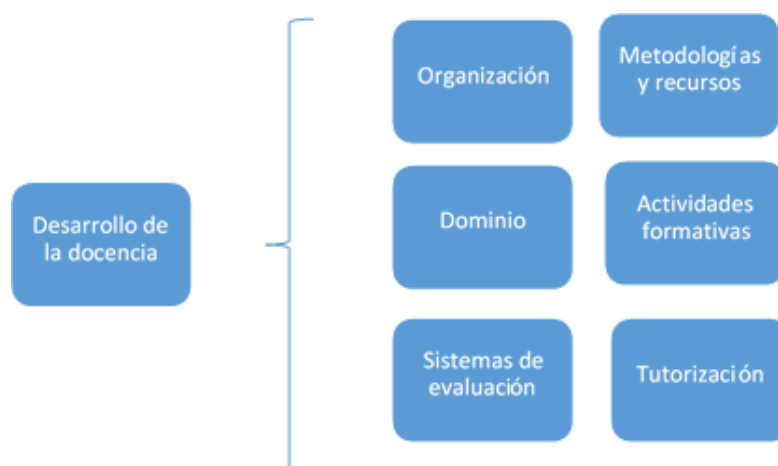 Desarrollo de
la docencia
Organización
Metodologías
y recursos
Dominio
Actividades
formativas
Sistemas de
evaluación
Tutorización